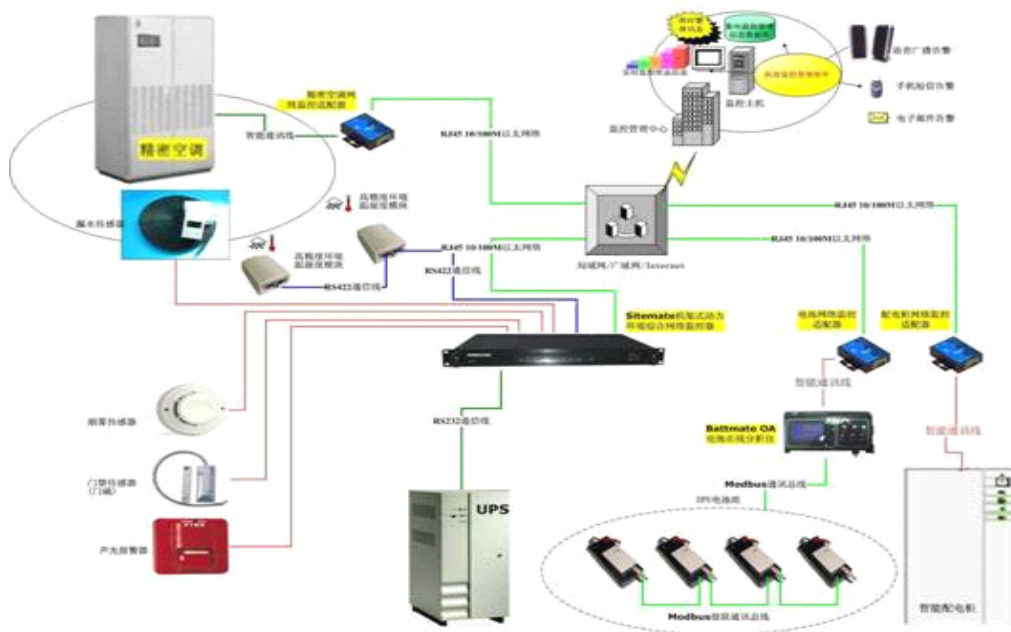 精密空调网
络监控适配器
智能通讯线
精密空调
漏水传感器
高精度环境
温湿度模块
高精度环境
温湿度模块
RS422通信线
RJ45 10/100M以太网络
RJ45 10/100M以太网络
RS422通信线
监控主机
监控管理中心
语音广播告警
手机短信告警
电子邮件告警
局域网/广域网/Internet
RJ45 10/100M以太网络
RJ45 10/100M以太网络
Sitemate机架式动力
环境综合网络监控器
电池网络监控
适配器
配电柜网络监控
适配器
智能通讯线
智能通讯线
烟雾传感器
门禁传感器
(门磁)
声光报警器
RS232通信线
UPS
Battmate OA
电池在线分析仪
Modbus通讯总线
UPS电池组
Modbus级联通讯总线
智能配电柜